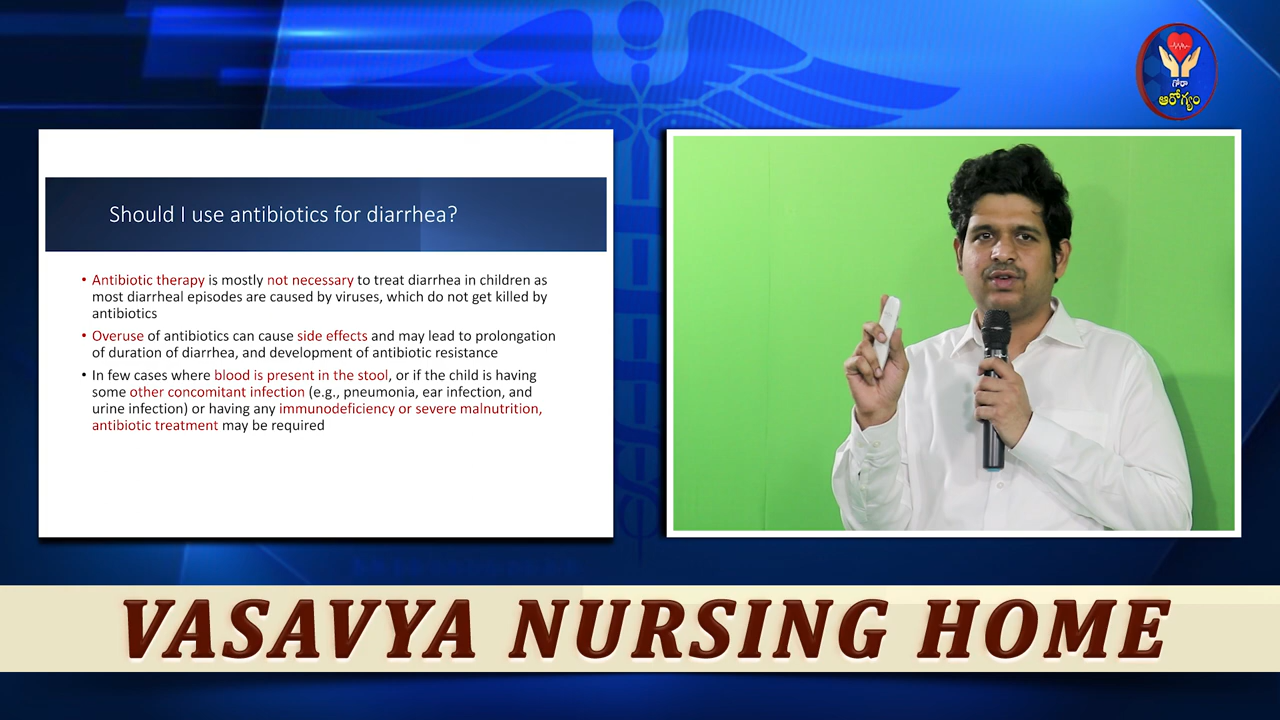 గోరా
ఆరోగ్యం
Should I use antibiotics for diarrhea?
• Antibiotic therapy is mostly not necessary to treat diarrhea in children as
most diarrheal episodes are caused by viruses, which do not get killed by
antibiotics
• Overuse of antibiotics can cause side effects and may lead to prolongation
of duration of diarrhea, and development of antibiotic resistance
• In few cases where blood is present in the stool, or if the child is having
some other concomitant infection (e.g., pneumonia, ear infection, and
urine infection) or having any immunodeficiency or severe malnutrition,
antibiotic treatment may be required
VASAVYA NURSING HOME